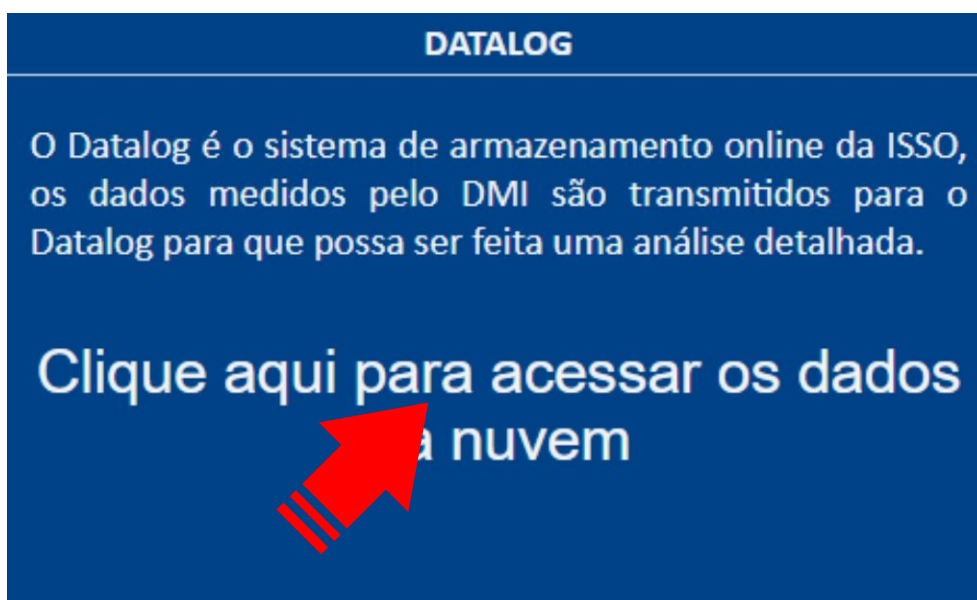 DATALOG
O Datalog é o sistema de armazenamento online da ISSO,
os dados medidos pelo DMI são transmitidos para o
Datalog para que possa ser feita uma análise detalhada.
Clique aqui para acessar os dados
nuvem